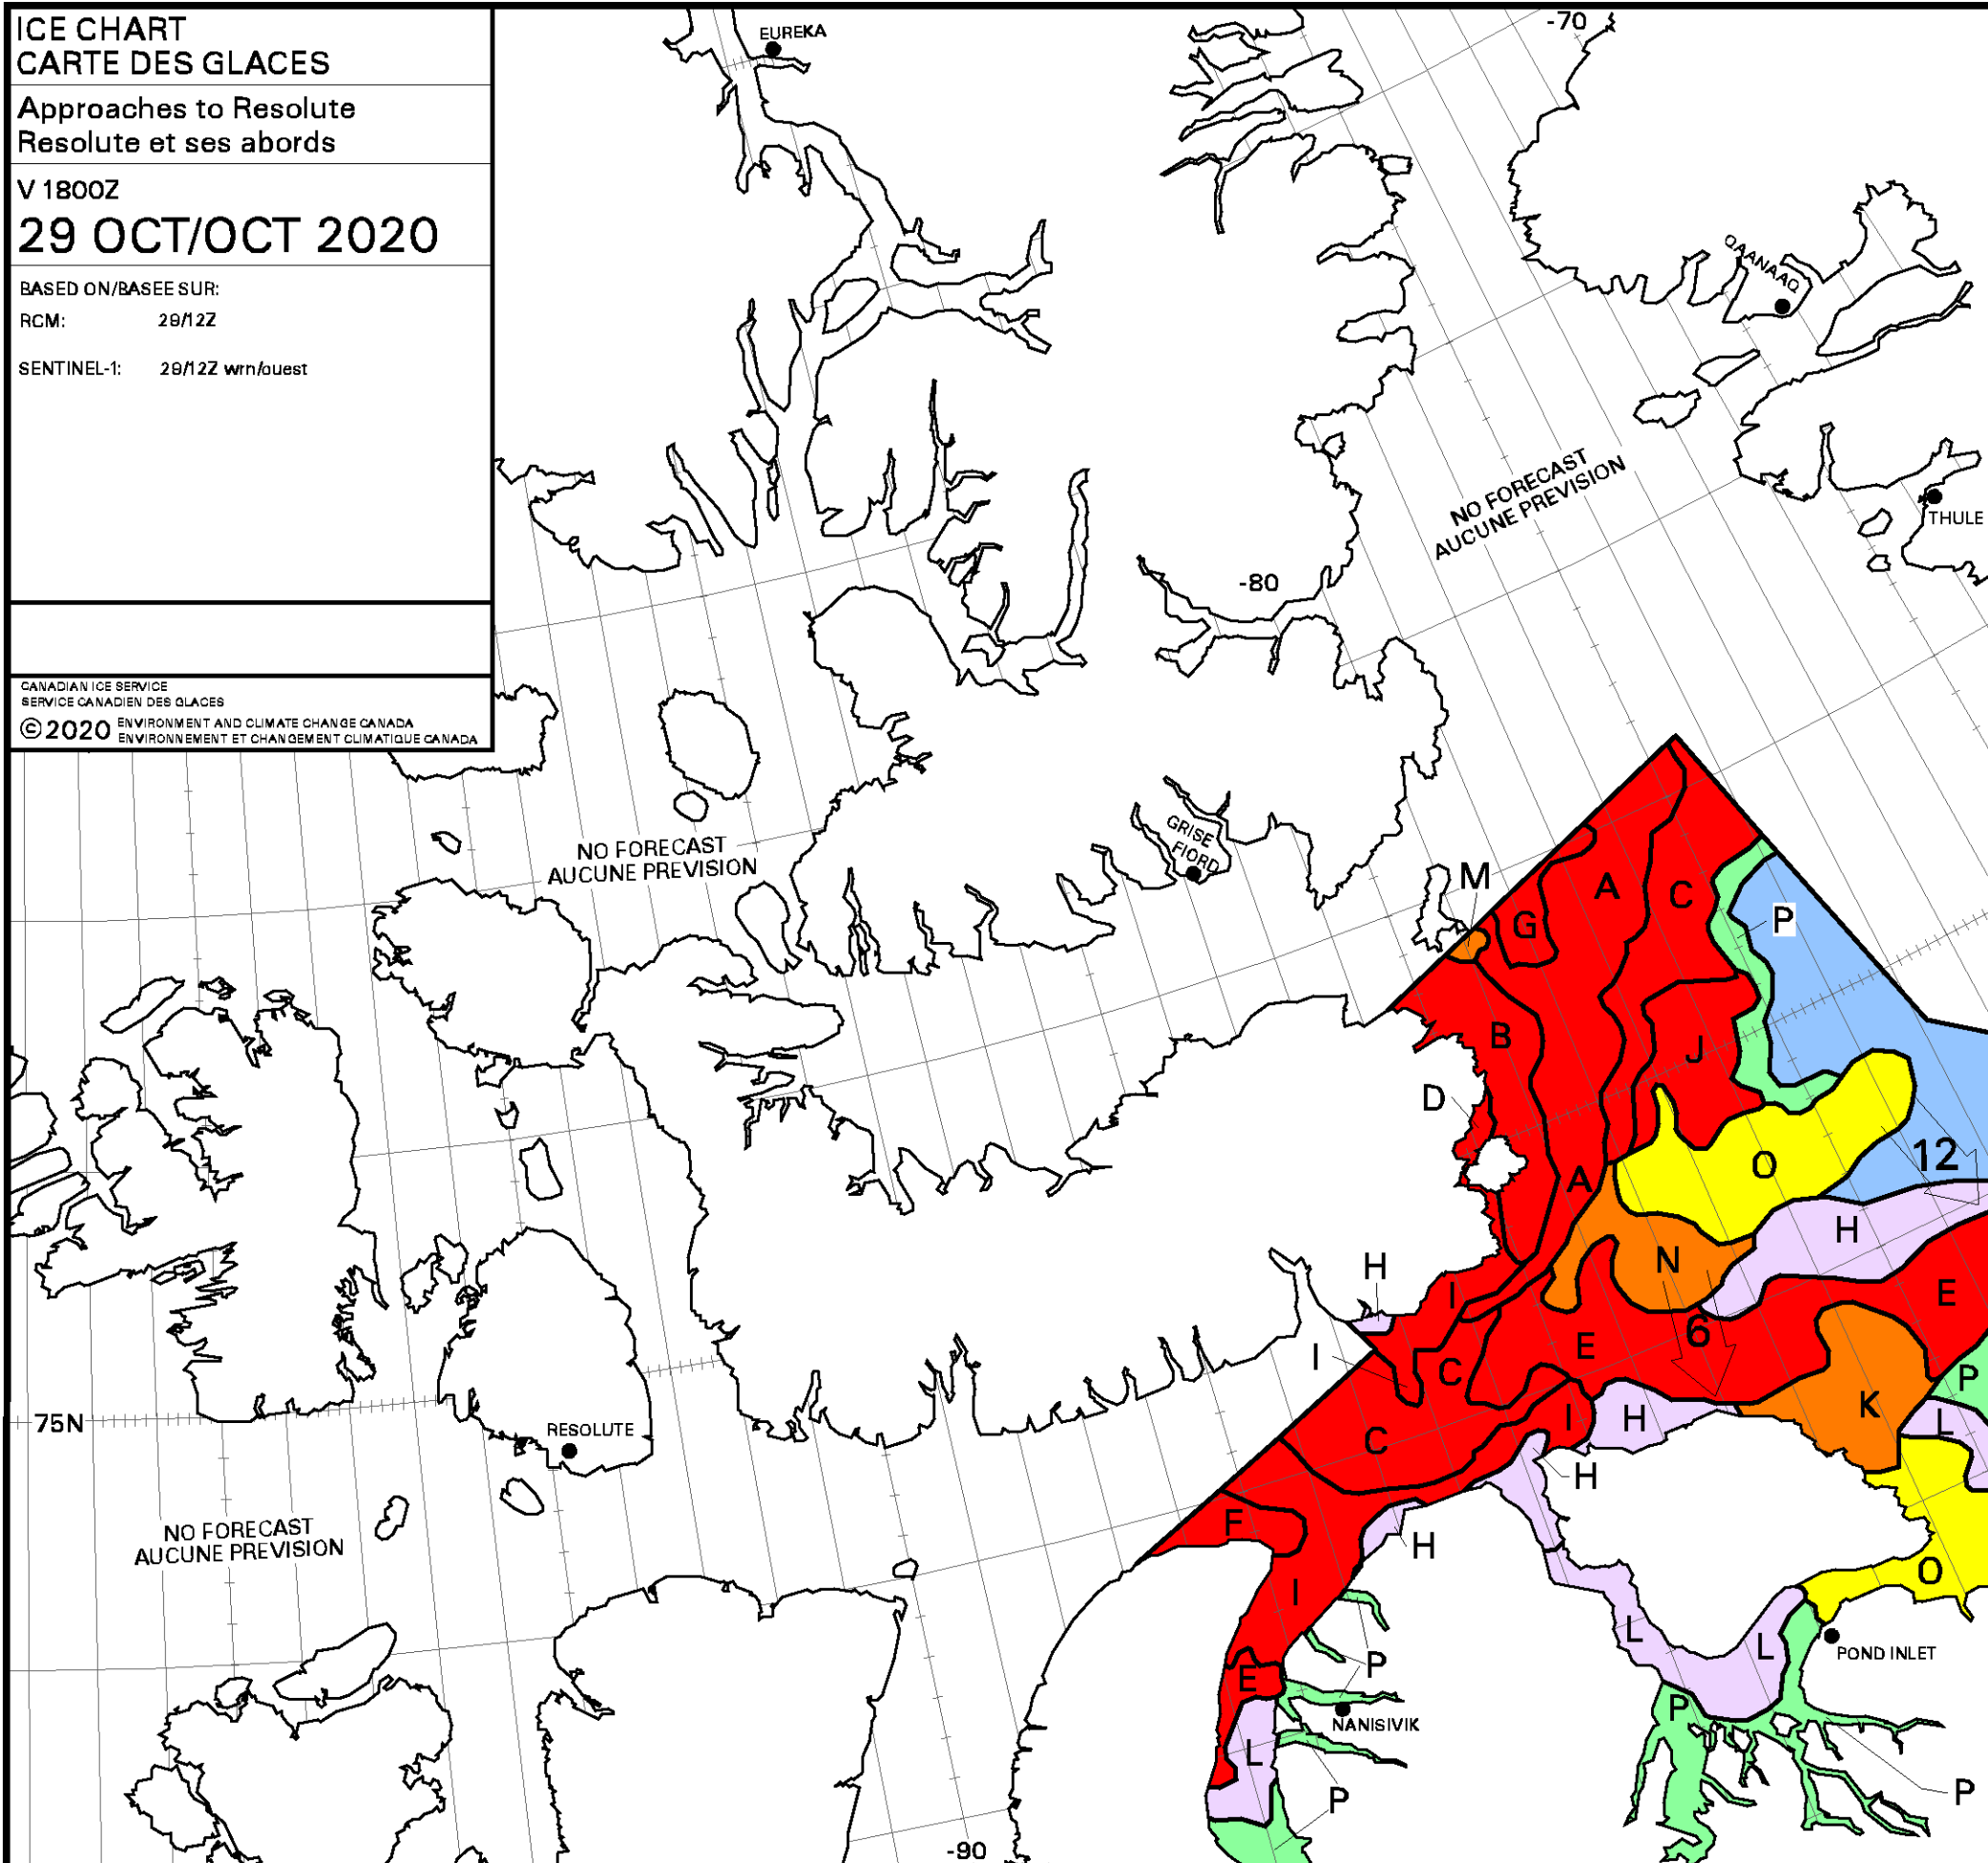 ICE CHART
CARTE DES GLACES
Approaches to Resolute
Resolute et ses abords
V 1800Z
29 OCT/OCT 2020
BASED ON/BASEE SUR:
RCM: 29/12Z
SENTINEL-1: 29/12Z wrn/ouest
CANADIAN ICE SERVICE
SERVICE CANADIEN DES GLACES
© 2020 ENVIRONMENT AND CLIMATE CHANGE CANADA
ENVIRONNEMENT ET CHANGEMENT CLIMATIQUE CANADA
EUREKA
-70
QAANAAQ
NO FORECAST
AUCUNE PREVISION
THULE
-80
GRISE
FIORD
NO FORECAST
AUCUNE PREVISION
M
A
C
G
P
B
J
D
12
O
A
H
N
H
E
I
6
E
I
C
K
P
H
I
L
C
75N
RESOLUTE
H
F
H
NO FORECAST
AUCUNE PREVISION
O
I
L
L
POND INLET
P
E
P
NANISIVIK
L
P
P
-90